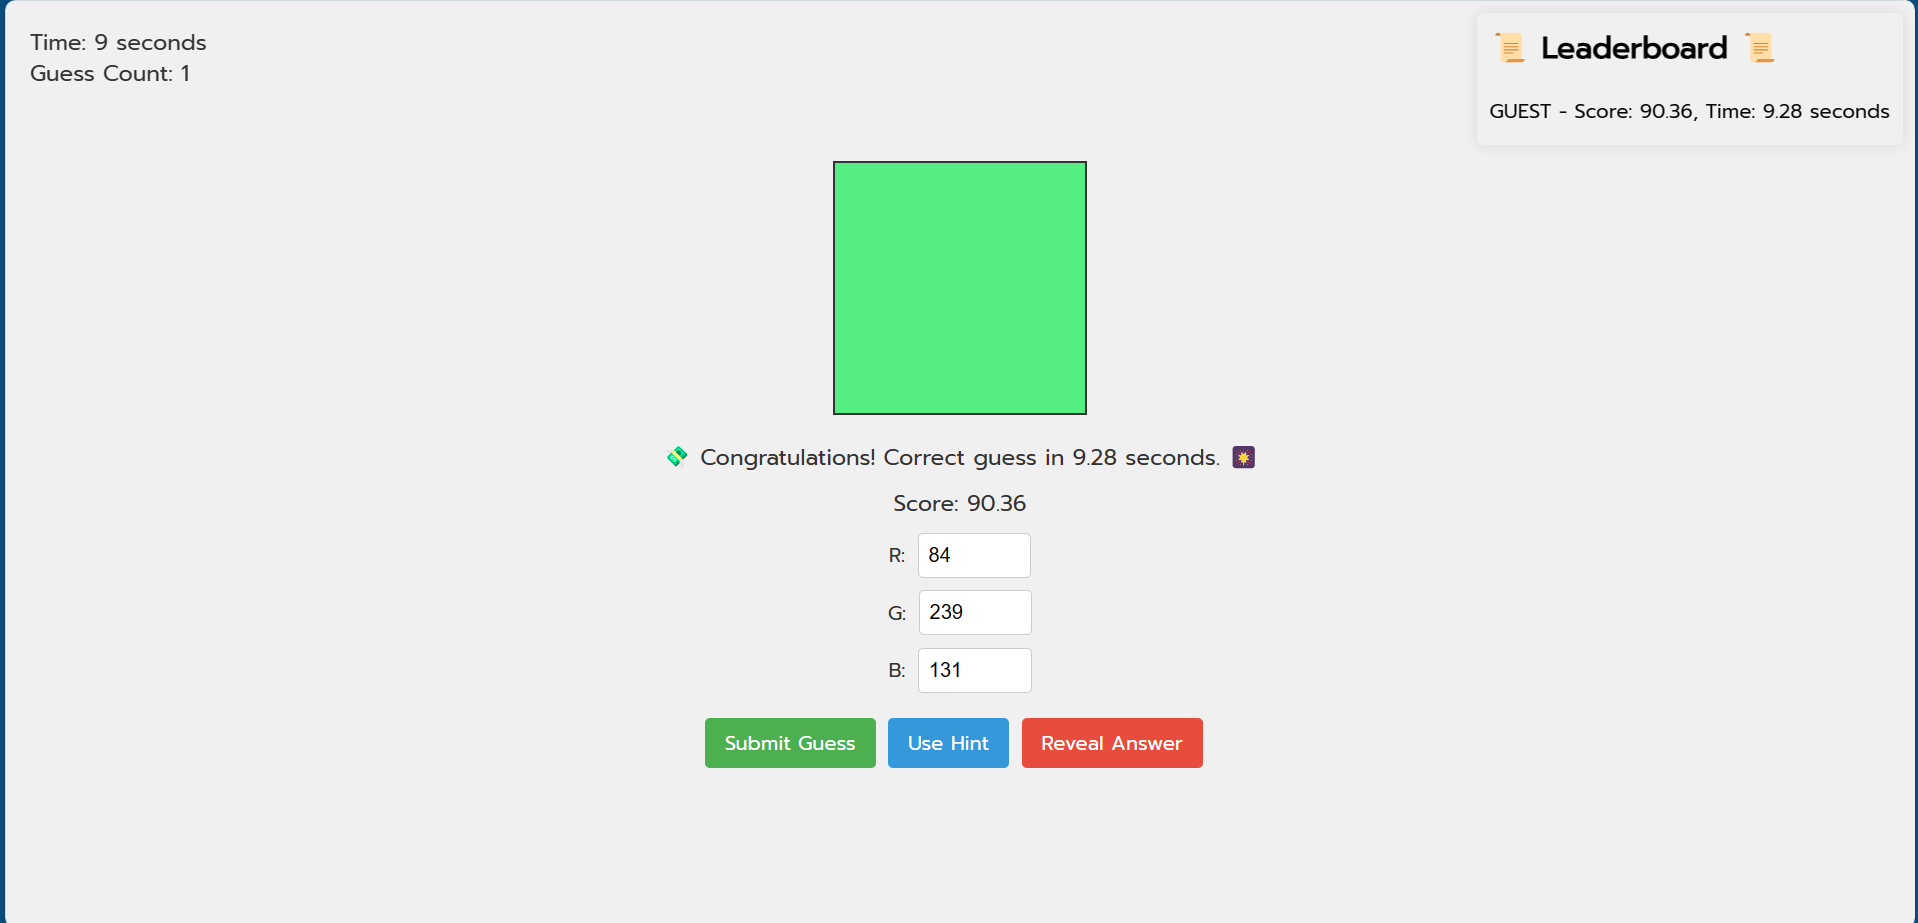 Time: 9 seconds
Guess Count: 1
Leaderboard
GUEST - Score: 90.36, Time: 9.28 seconds
Congratulations! Correct guess in 9.28 seconds.
Score: 90.36
R: 84
G: 239
B: 131
Submit Guess
Use Hint
Reveal Answer